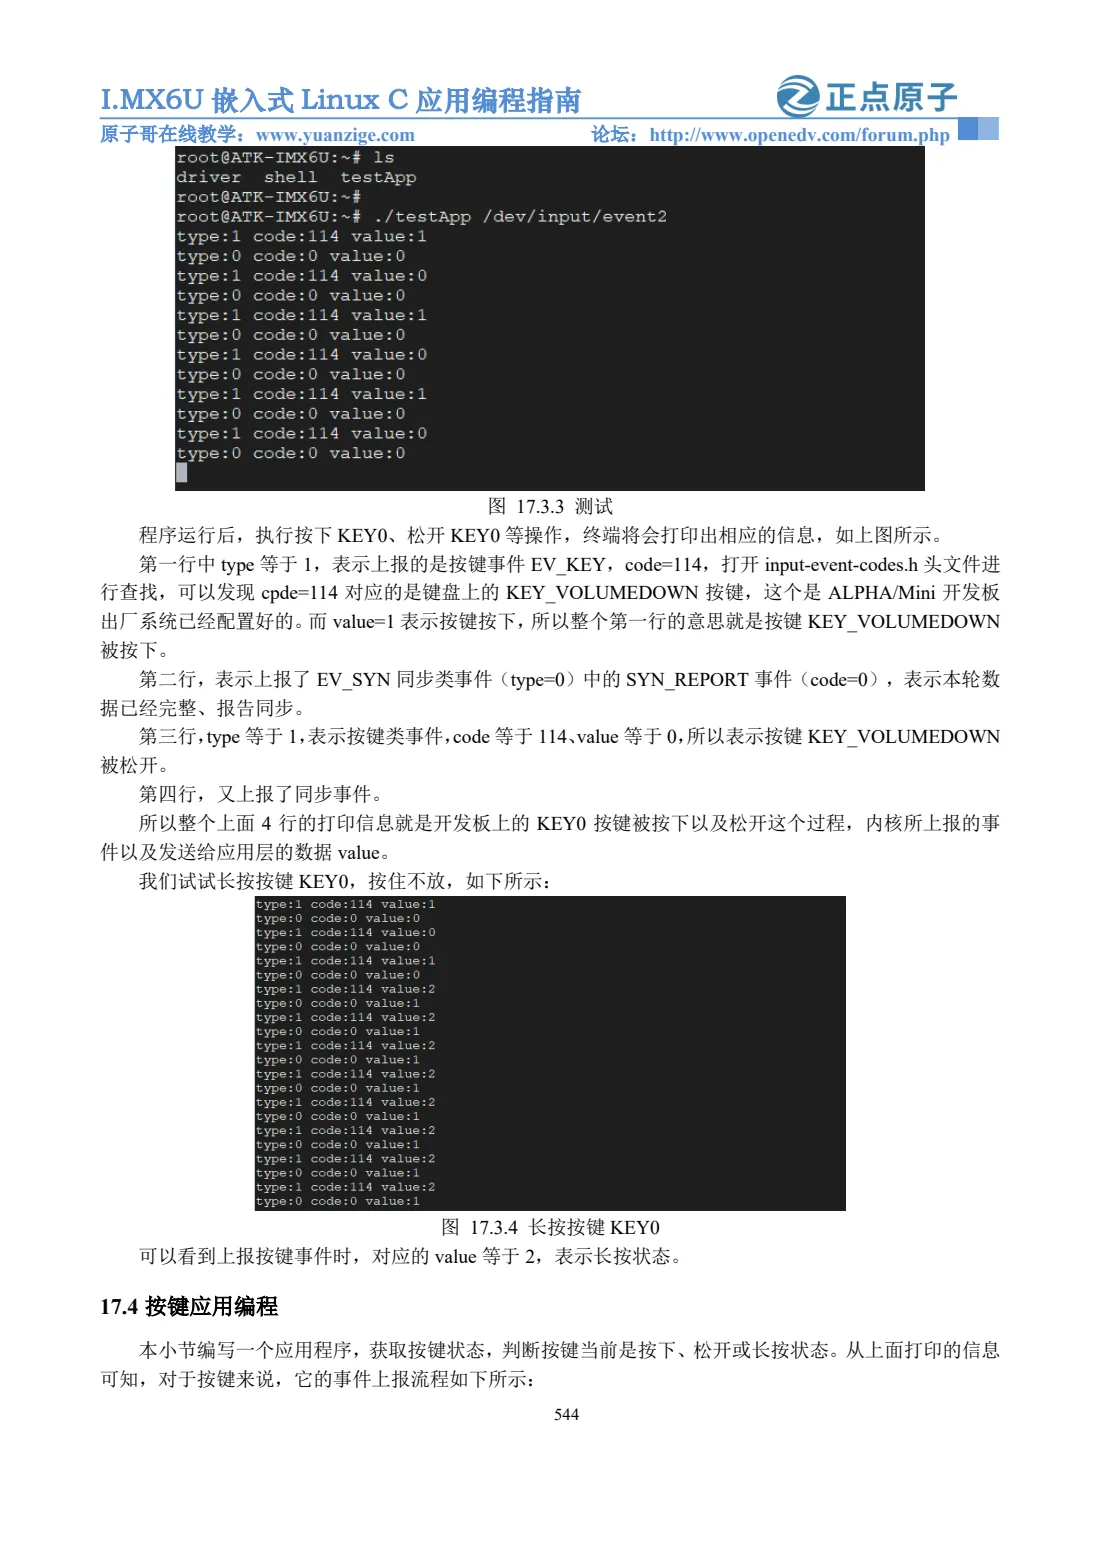 I.MX6U 嵌入式 Linux C 应用编程指南
正点原子
原子哥在线教学：www.yuanzige.com
论坛：http://www.openedv.com/forum.php
root@ATK-IMX6U:~# ls
driver  shell  testApp
root@ATK-IMX6U:~#
root@ATK-IMX6U:~# ./testApp /dev/input/event2
type:1 code:114 value:1
type:0 code:0 value:0
type:1 code:114 value:0
type:0 code:0 value:0
type:1 code:114 value:1
type:0 code:0 value:0
type:1 code:114 value:0
type:0 code:0 value:0
type:1 code:114 value:1
type:0 code:0 value:0
type:1 code:114 value:0
type:0 code:0 value:0
图 17.3.3 测试
程序运行后，执行按下 KEY0、松开 KEY0 等操作，终端将会打印出相应的信息，如上图所示。
第一行中 type 等于 1，表示上报的是按键事件 EV_KEY，code=114，打开 input-event-codes.h 头文件进
行查找，可以发现 cpde=114 对应的是键盘上的 KEY_VOLUMEDOWN 按键，这个是 ALPHA/Mini 开发板
出厂系统已经配置好的。而 value=1 表示按键按下，所以整个第一行的意思就是按键 KEY_VOLUMEDOWN
被按下。
第二行，表示上报了 EV_SYN 同步类事件（type=0）中的 SYN_REPORT 事件（code=0），表示本轮数
据已经完整、报告同步。
第三行，type 等于 1，表示按键类事件，code 等于 114、value 等于 0，所以表示按键 KEY_VOLUMEDOWN
被松开。
第四行，又上报了同步事件。
所以整个上面 4 行的打印信息就是开发板上的 KEY0 按键被按下以及松开这个过程，内核所上报的事
件以及发送给应用层的数据 value。
我们试试长按按键 KEY0，按住不放，如下所示：
type:1 code:114 value:1
type:0 code:0 value:0
type:1 code:114 value:0
type:0 code:0 value:0
type:1 code:114 value:1
type:0 code:0 value:0
type:1 code:114 value:2
type:0 code:0 value:1
type:1 code:114 value:2
type:0 code:0 value:1
type:1 code:114 value:2
type:0 code:0 value:1
type:1 code:114 value:2
type:0 code:0 value:1
type:1 code:114 value:2
type:0 code:0 value:1
type:1 code:114 value:2
type:0 code:0 value:1
type:1 code:114 value:2
type:0 code:0 value:1
type:1 code:114 value:2
type:0 code:0 value:1
图 17.3.4 长按按键 KEY0
可以看到上报按键事件时，对应的 value 等于 2，表示长按状态。
17.4 按键应用编程
本小节编写一个应用程序，获取按键状态，判断按键当前是按下、松开或长按状态。从上面打印的信息
可知，对于按键来说，它的事件上报流程如下所示：
544